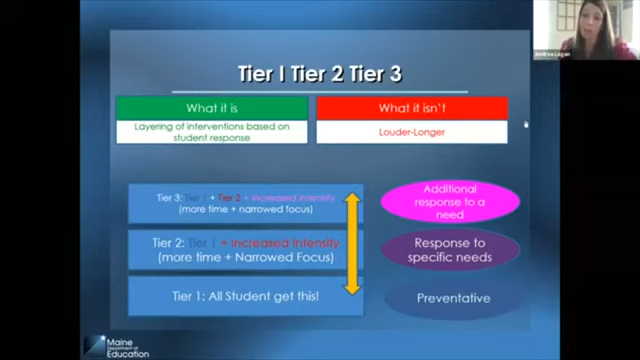 Tier I Tier 2 Tier 3
What it is
What it isn't
Layering of interventions based on
student response
Louder-Longer
Tier 3: Tier 1 + Tier 2 + Increased intensity
(more time + narrowed focus)
Additional
response to a
need
Tier 2: Tier 1 + Increased Intensity
(more time + Narrowed Focus)
Response to
specific needs
Tier 1: All Student get this!
Preventative
Maine
Department of
Education